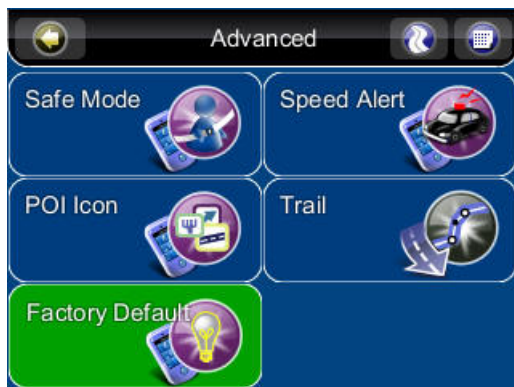 Advanced
Safe Mode
Speed Alert
POI Icon
Trail
Factory Default